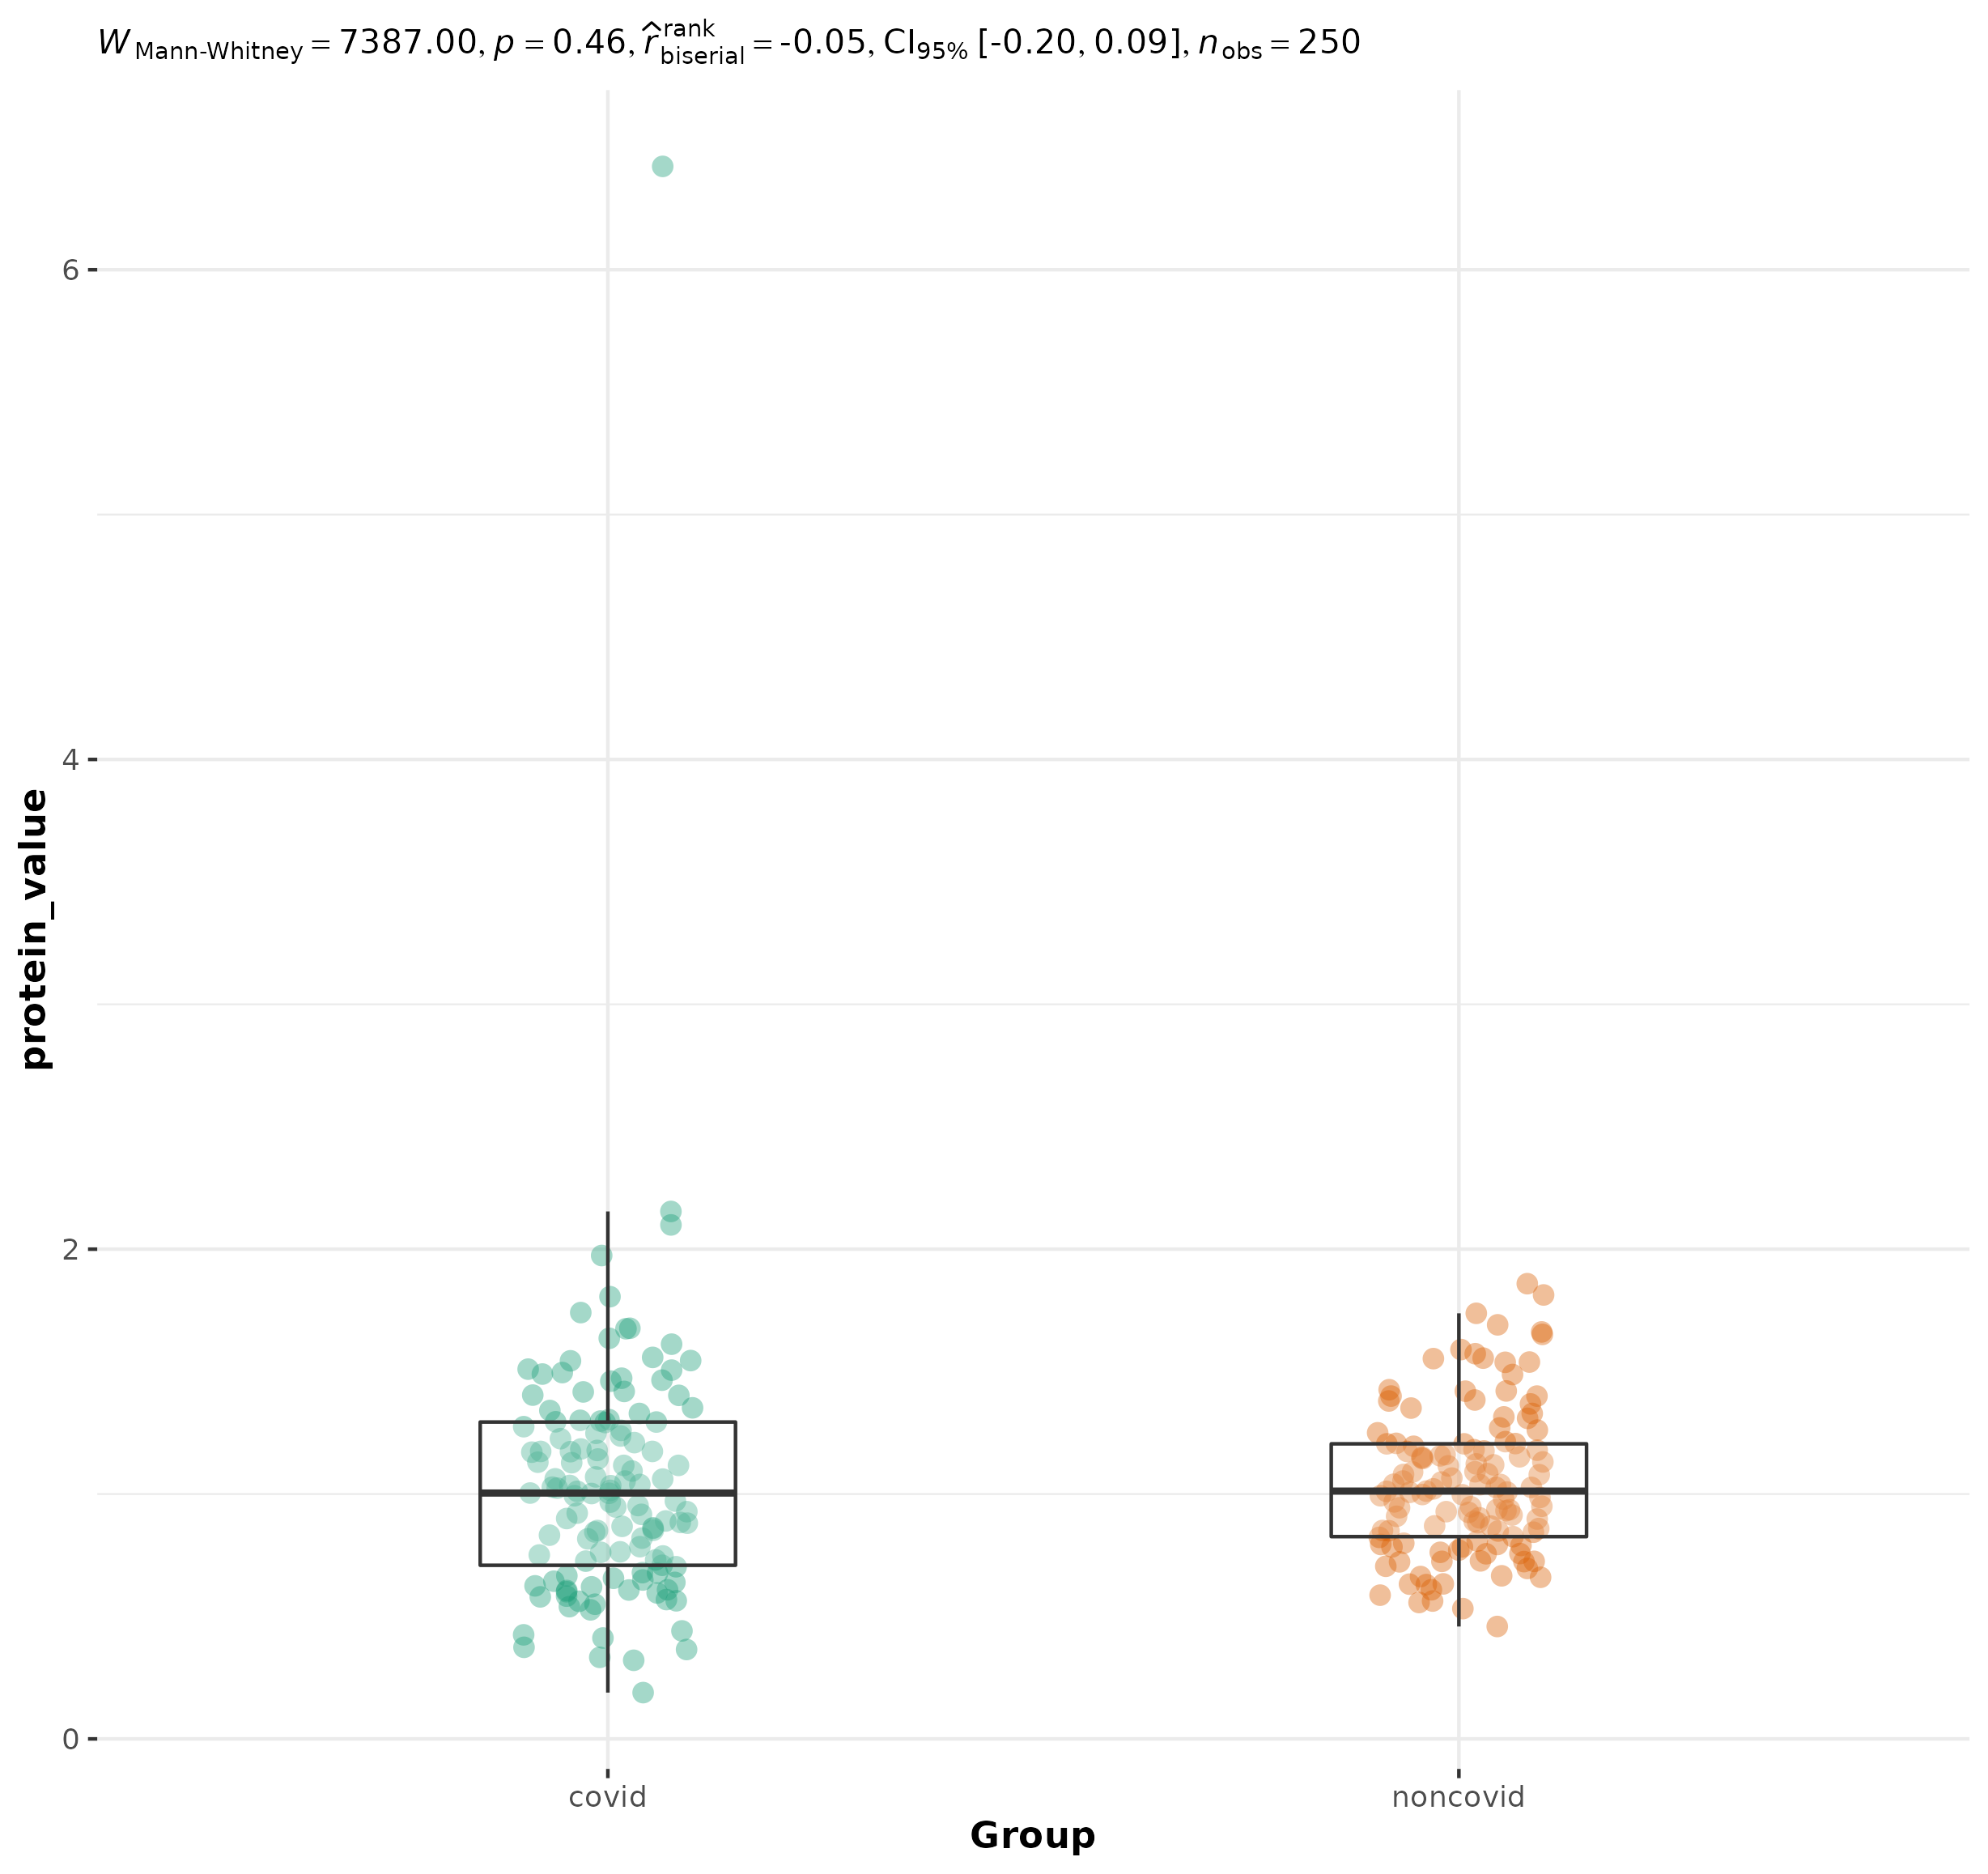 W Mann-Whitney = 7387.00, p = 0.46, r̂ rank biserial = -0.05, CI95% [-0.20, 0.09], nobs = 250
6
4
2
0
protein_value
covid noncovid
Group